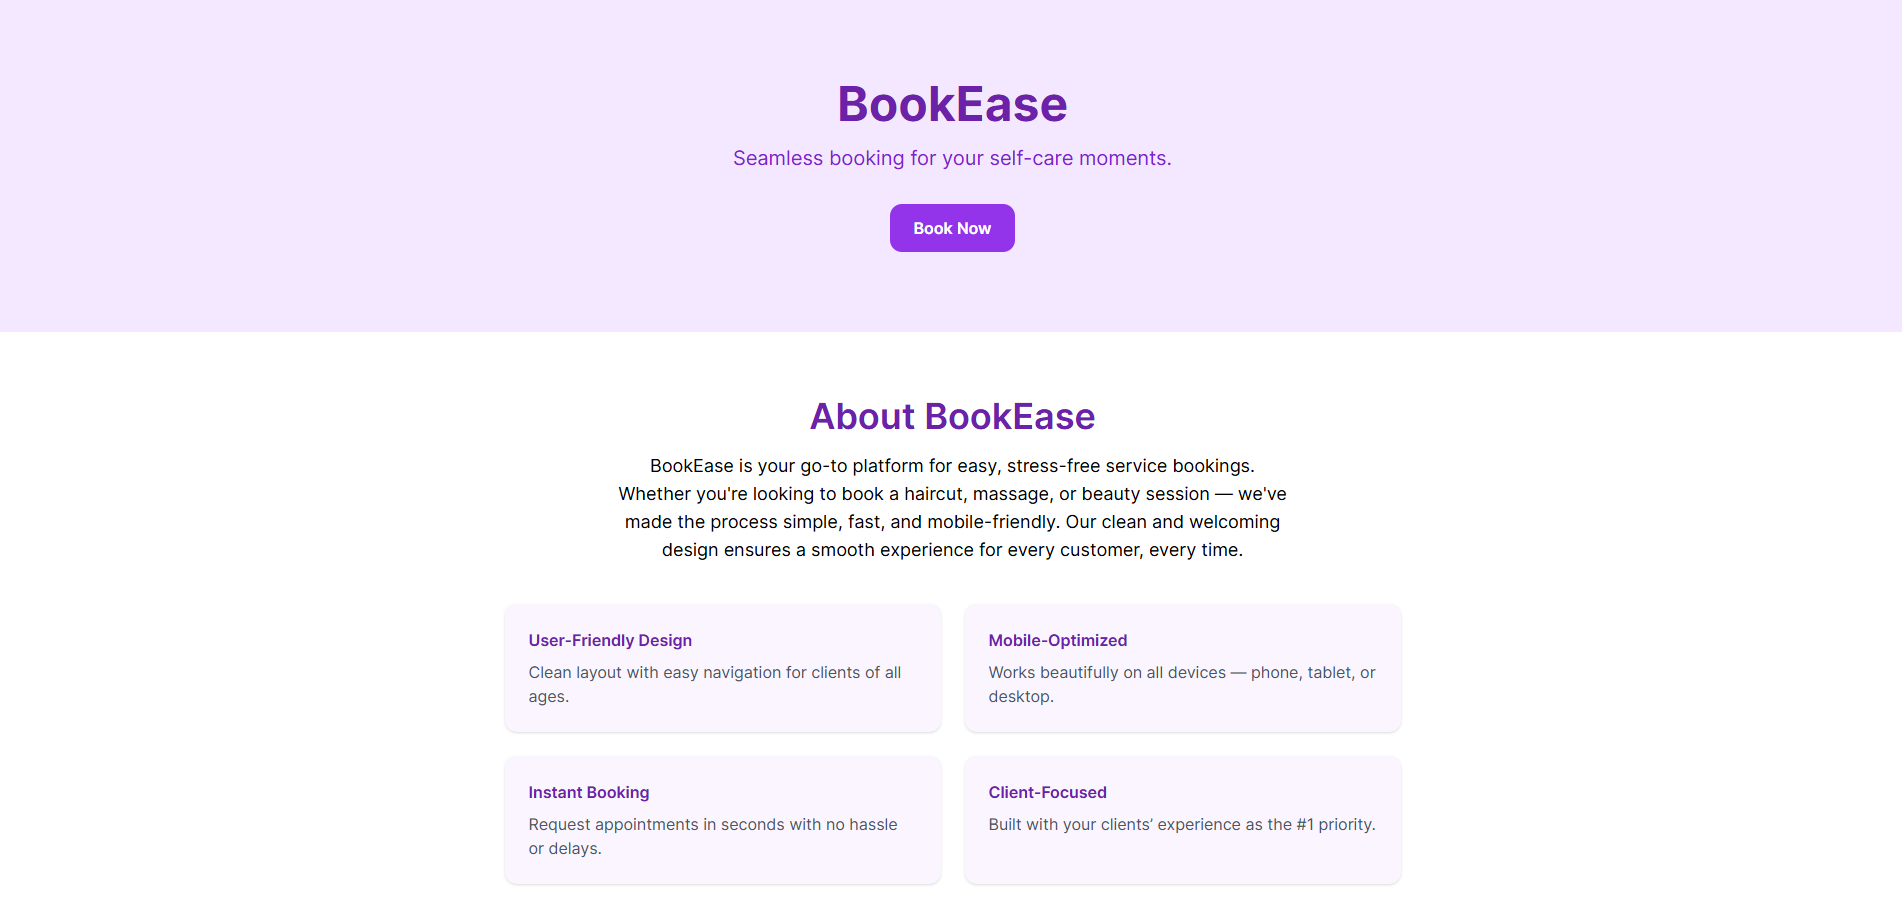 BookEase
Seamless booking for your self-care moments.
Book Now
About BookEase
BookEase is your go-to platform for easy, stress-free service bookings.
Whether you're looking to book a haircut, massage, or beauty session — we've
made the process simple, fast, and mobile-friendly. Our clean and welcoming
design ensures a smooth experience for every customer, every time.
User-Friendly Design
Clean layout with easy navigation for clients of all
ages.
Mobile-Optimized
Works beautifully on all devices — phone, tablet, or
desktop.
Instant Booking
Request appointments in seconds with no hassle
or delays.
Client-Focused
Built with your clients’ experience as the #1 priority.